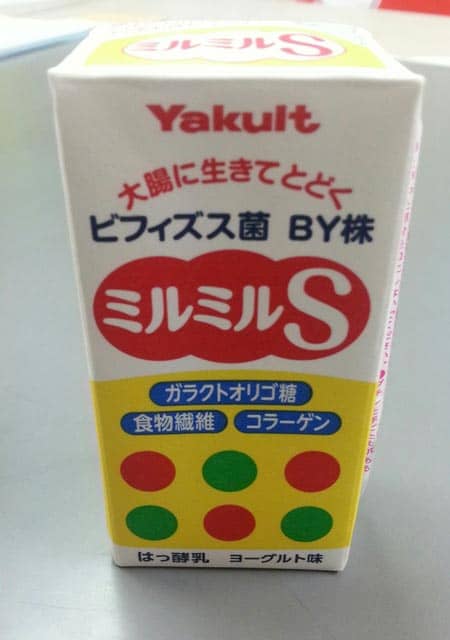 ミルミルS
Yakult
大腸に生きてとどく
ビフィズス菌 BY株
ミルミルS
ガラクトオリゴ糖
食物繊維 コラーゲン
はっ酵乳 ヨーグルト味